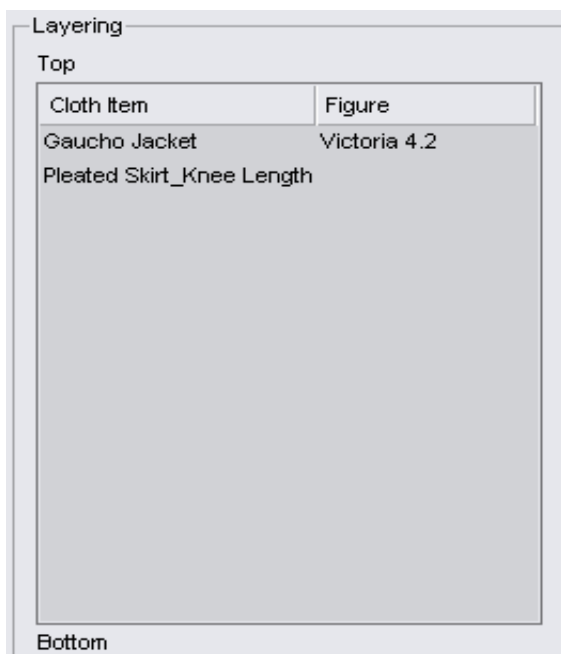 Layering
Top
Cloth Item Figure
Gaucho Jacket Victoria 4.2
Pleated Skirt_Knee Length
Bottom